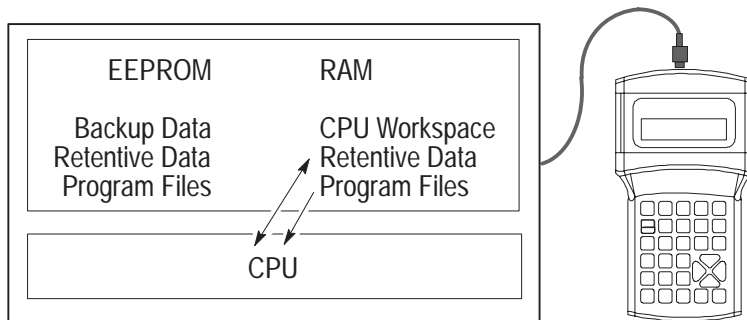 EEPROM
Backup Data
Retentive Data
Program Files
RAM
CPU Workspace
Retentive Data
Program Files
CPU